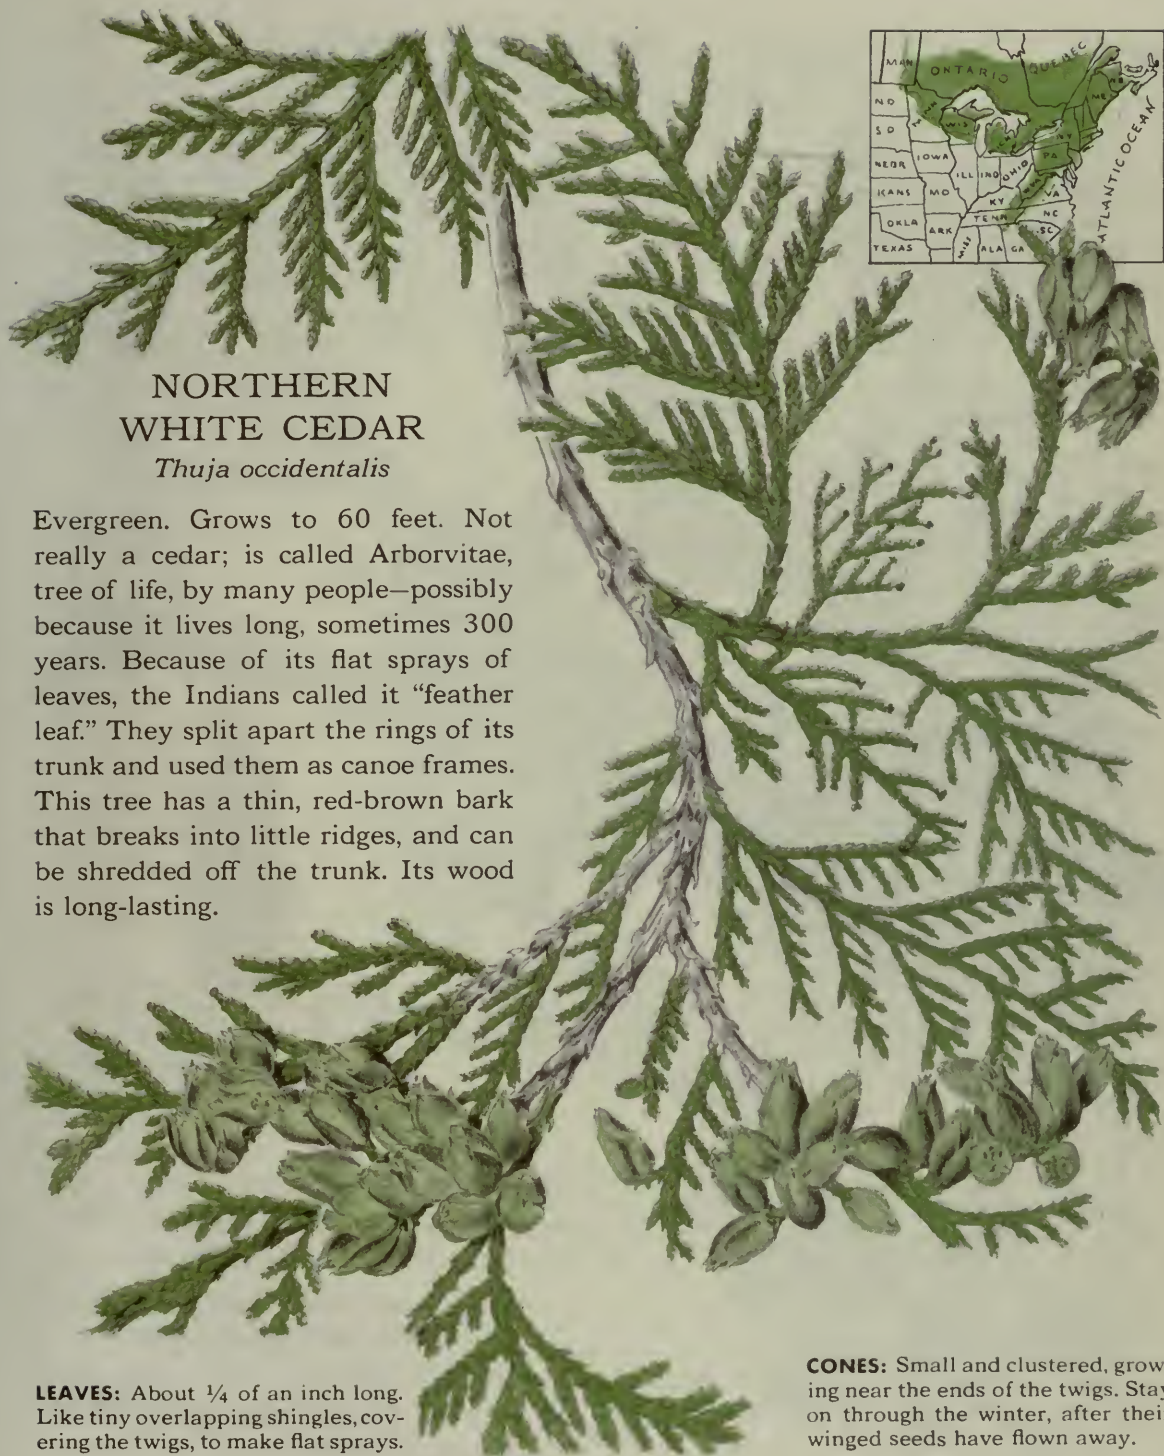 MAN
ONTARIO
QUEBEC
ME
ND
MINN
SD
WIS
NY
NEBR
IOWA
ILL
IND
OHIO
PA
KANS
MO
KY
VA
OKLA
ARK
TENN
NC
SC
TEXAS
MISS
ALA
GA
ATLANTIC OCEAN
NORTHERN
WHITE CEDAR
Thuja occidentalis
Evergreen. Grows to 60 feet. Not
really a cedar; is called Arborvitae,
tree of life, by many people—possibly
because it lives long, sometimes 300
years. Because of its flat sprays of
leaves, the Indians called it “feather
leaf.” They split apart the rings of its
trunk and used them as canoe frames.
This tree has a thin, red-brown bark
that breaks into little ridges, and can
be shredded off the trunk. Its wood
is long-lasting.
LEAVES: About ¼ of an inch long.
Like tiny overlapping shingles, cov-
ering the twigs, to make flat sprays.
CONES: Small and clustered, grow-
ing near the ends of the twigs. Stay
on through the winter, after thei
winged seeds have flown away.